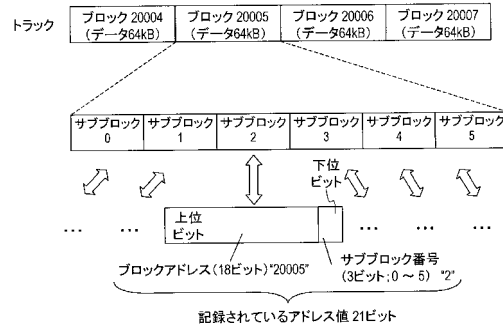 トラック
ブロック 20004
(データ64kB)
ブロック 20005
(データ64kB)
ブロック 20006
(データ64kB)
ブロック 20007
(データ64kB)
サブブロック
0
サブブロック
1
サブブロック
2
サブブロック
3
サブブロック
4
サブブロック
5
下位
ビット
… …
上位
ビット
… … …
ブロックアドレス(18ビット)"20005"
サブブロック番号
(3ビット;0 ～ 5) "2"
記録されているアドレス値 21ビット